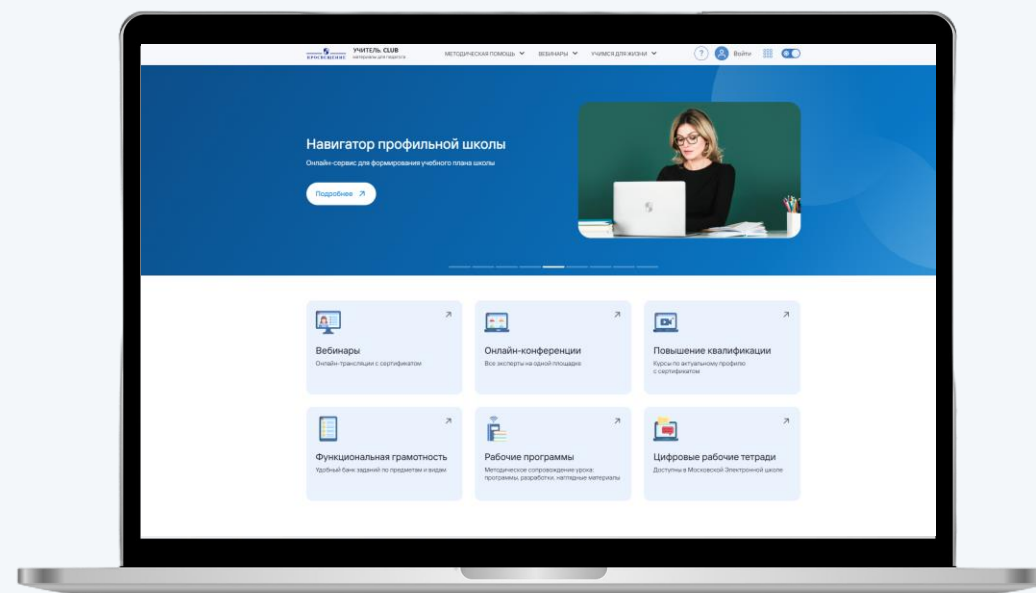 ПРОСВЕЩЕНИЕ
УЧИТЕЛЬ. CLUB
материалы для педагога
МЕТОДИЧЕСКАЯ ПОМОЩЬ
ВЕБИНАРЫ
УЧИМСЯ ДЛЯ ЖИЗНИ
?
Войти
Навигатор профильной школы
Онлайн-сервис для формирования учебного плана школы
Подробнее
Вебинары
Онлайн-трансляции с сертификатом
Онлайн-конференции
Все эксперты на одной площадке
Повышение квалификации
Курсы по актуальному профилю
с сертификатом
Функциональная грамотность
Удобный банк заданий по предметам и видам
Рабочие программы
Методическое сопровождение урока:
программы, разработки, наглядные материалы
Цифровые рабочие тетради
Доступны в Московской Электронной школе